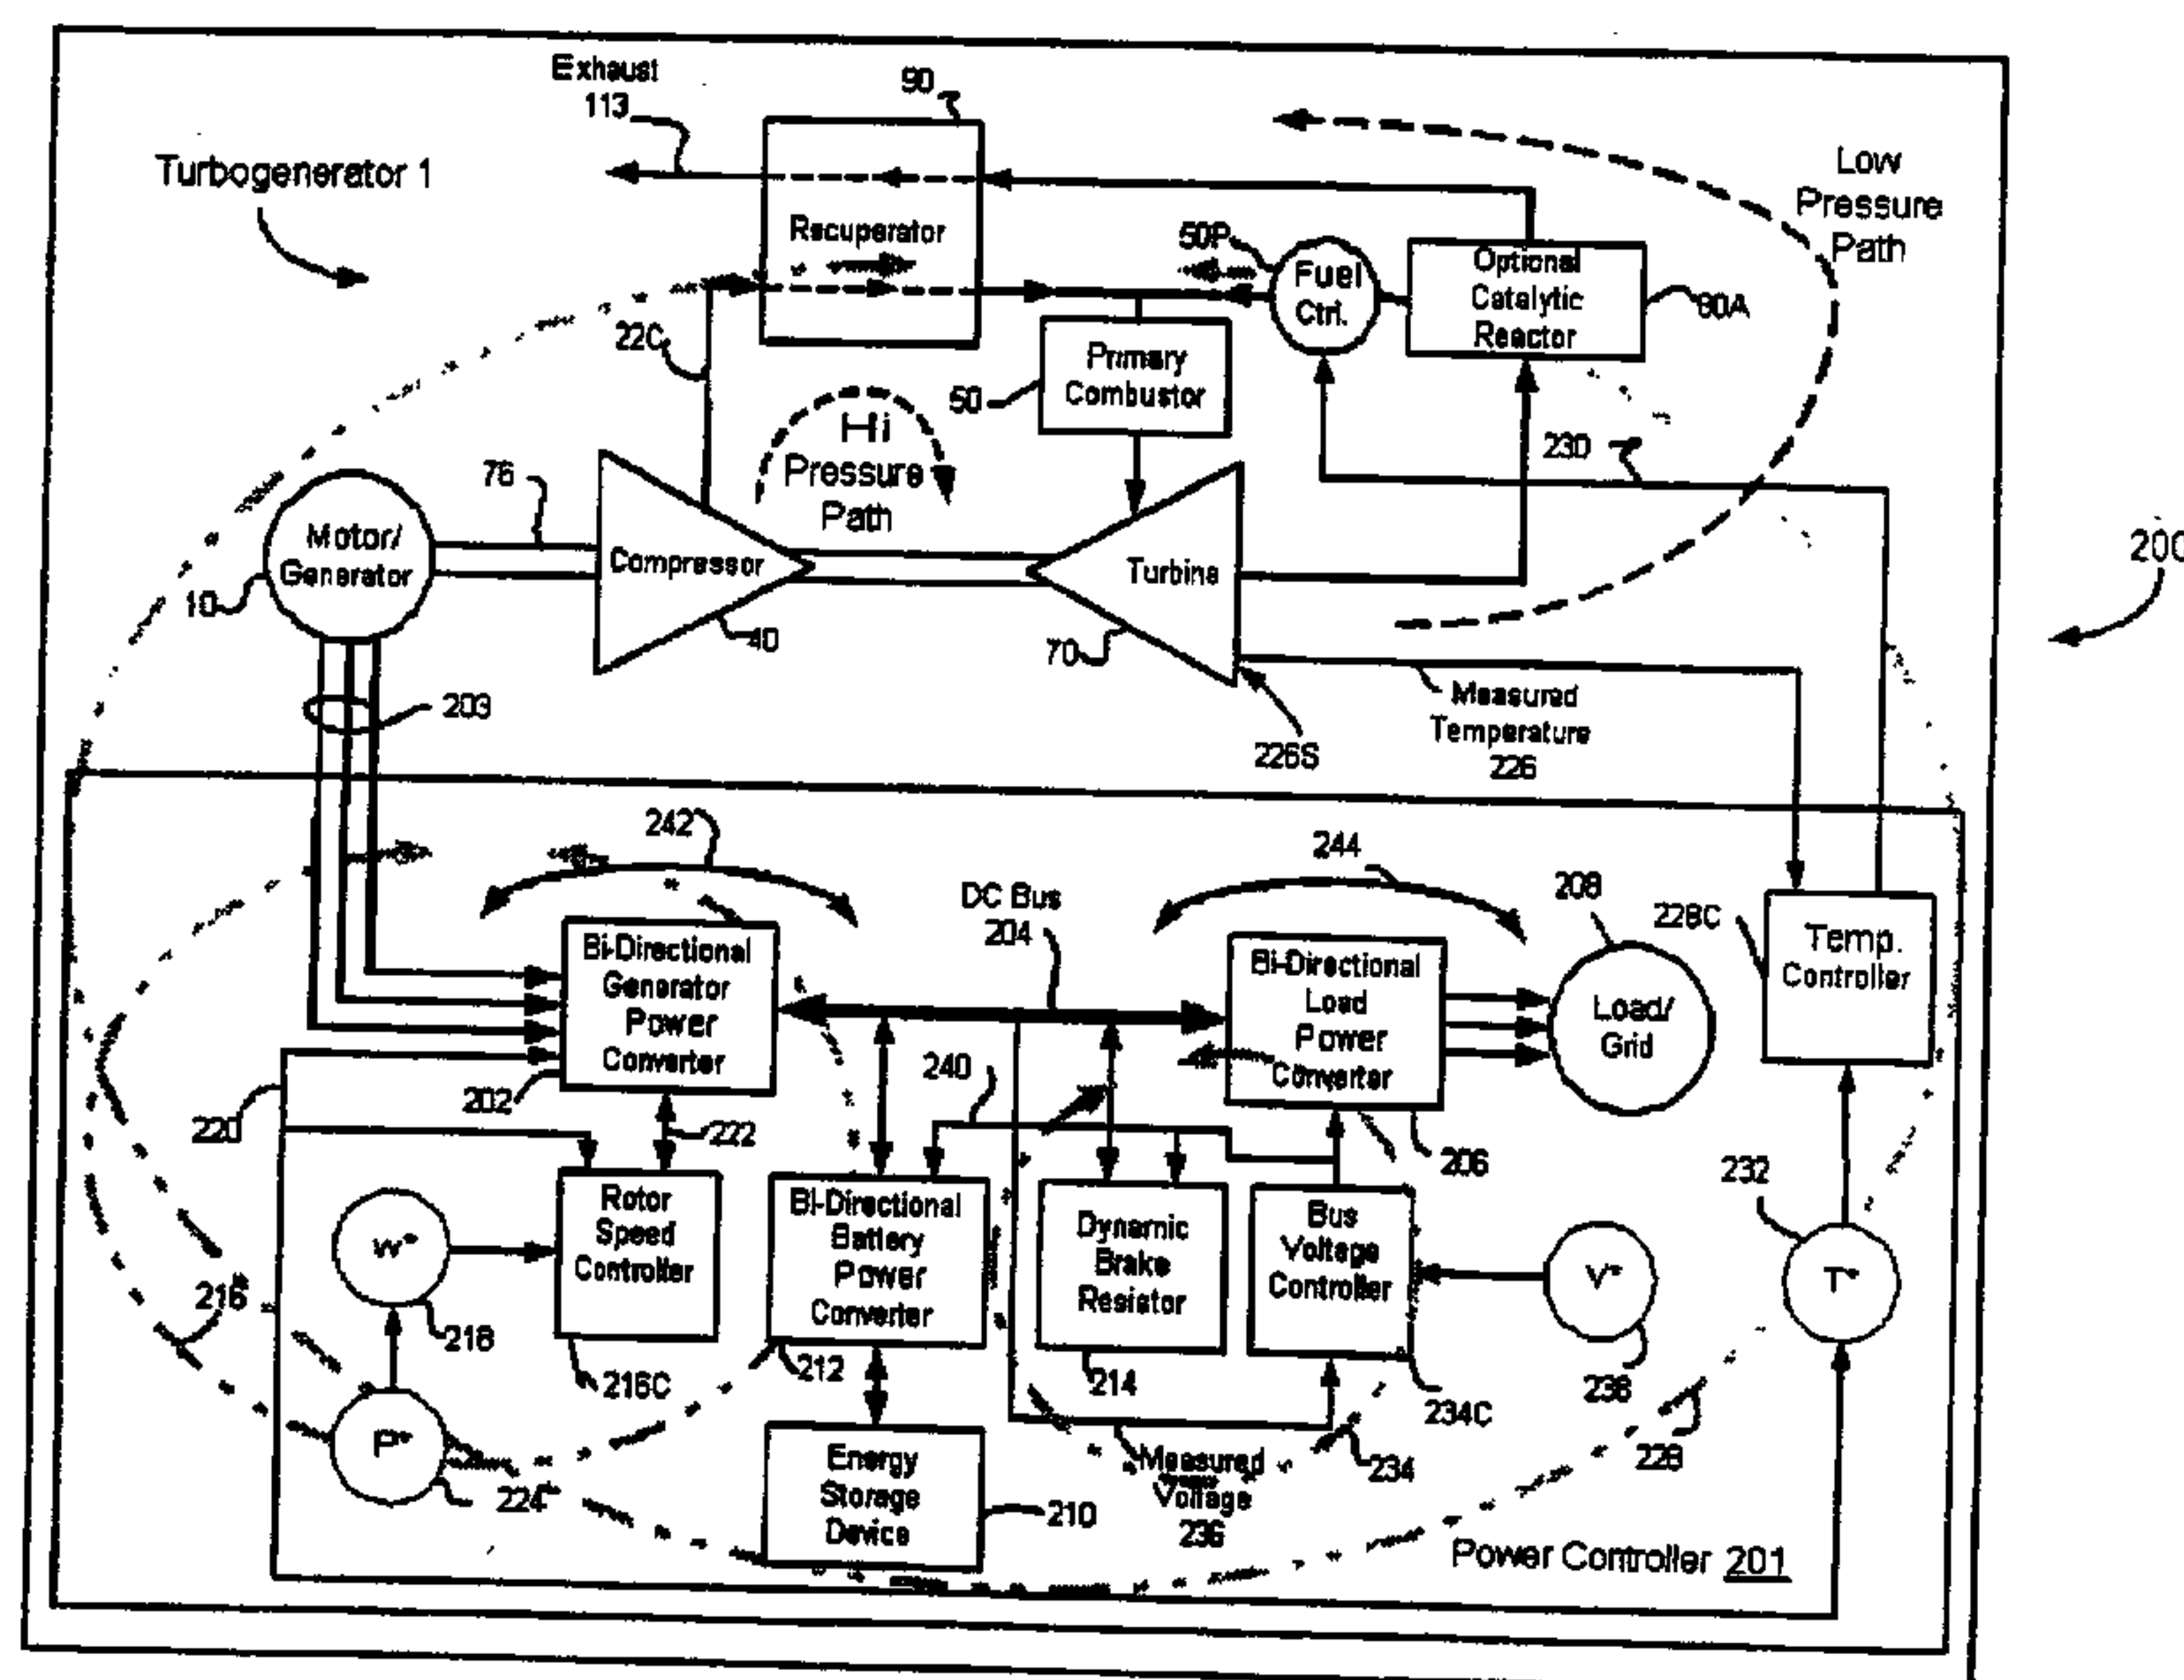 Exhaust
113
90
Turbogenerator 1
Low
Pressure
Path
Recuperator
50P
Fuel
Ctrl.
Optional
Catalytic
Reactor
22C
Primary
Combustor
50
Hi
Pressure
Path
230
76
Motor/
Generator
Compressor
Turbine
200
10
40
70
203
Measured
Temperature
226
226S
242
244
DC Bus
204
208
228C
Temp.
Controller
Bi-Directional
Generator
Power
Converter
Bi-Directional
Load
Power
Converter
Load/
Grid
240
202
220
222
206
232
Rotor
Speed
Controller
Bi-Directional
Battery
Power
Converter
Dynamic
Brake
Resistor
Bus
Voltage
Controller
W*
V*
T*
216
218
216C
212
214
234C
238
P*
224
Energy
Storage
Device
210
Measured
Voltage
236
234
228
Power Controller 201